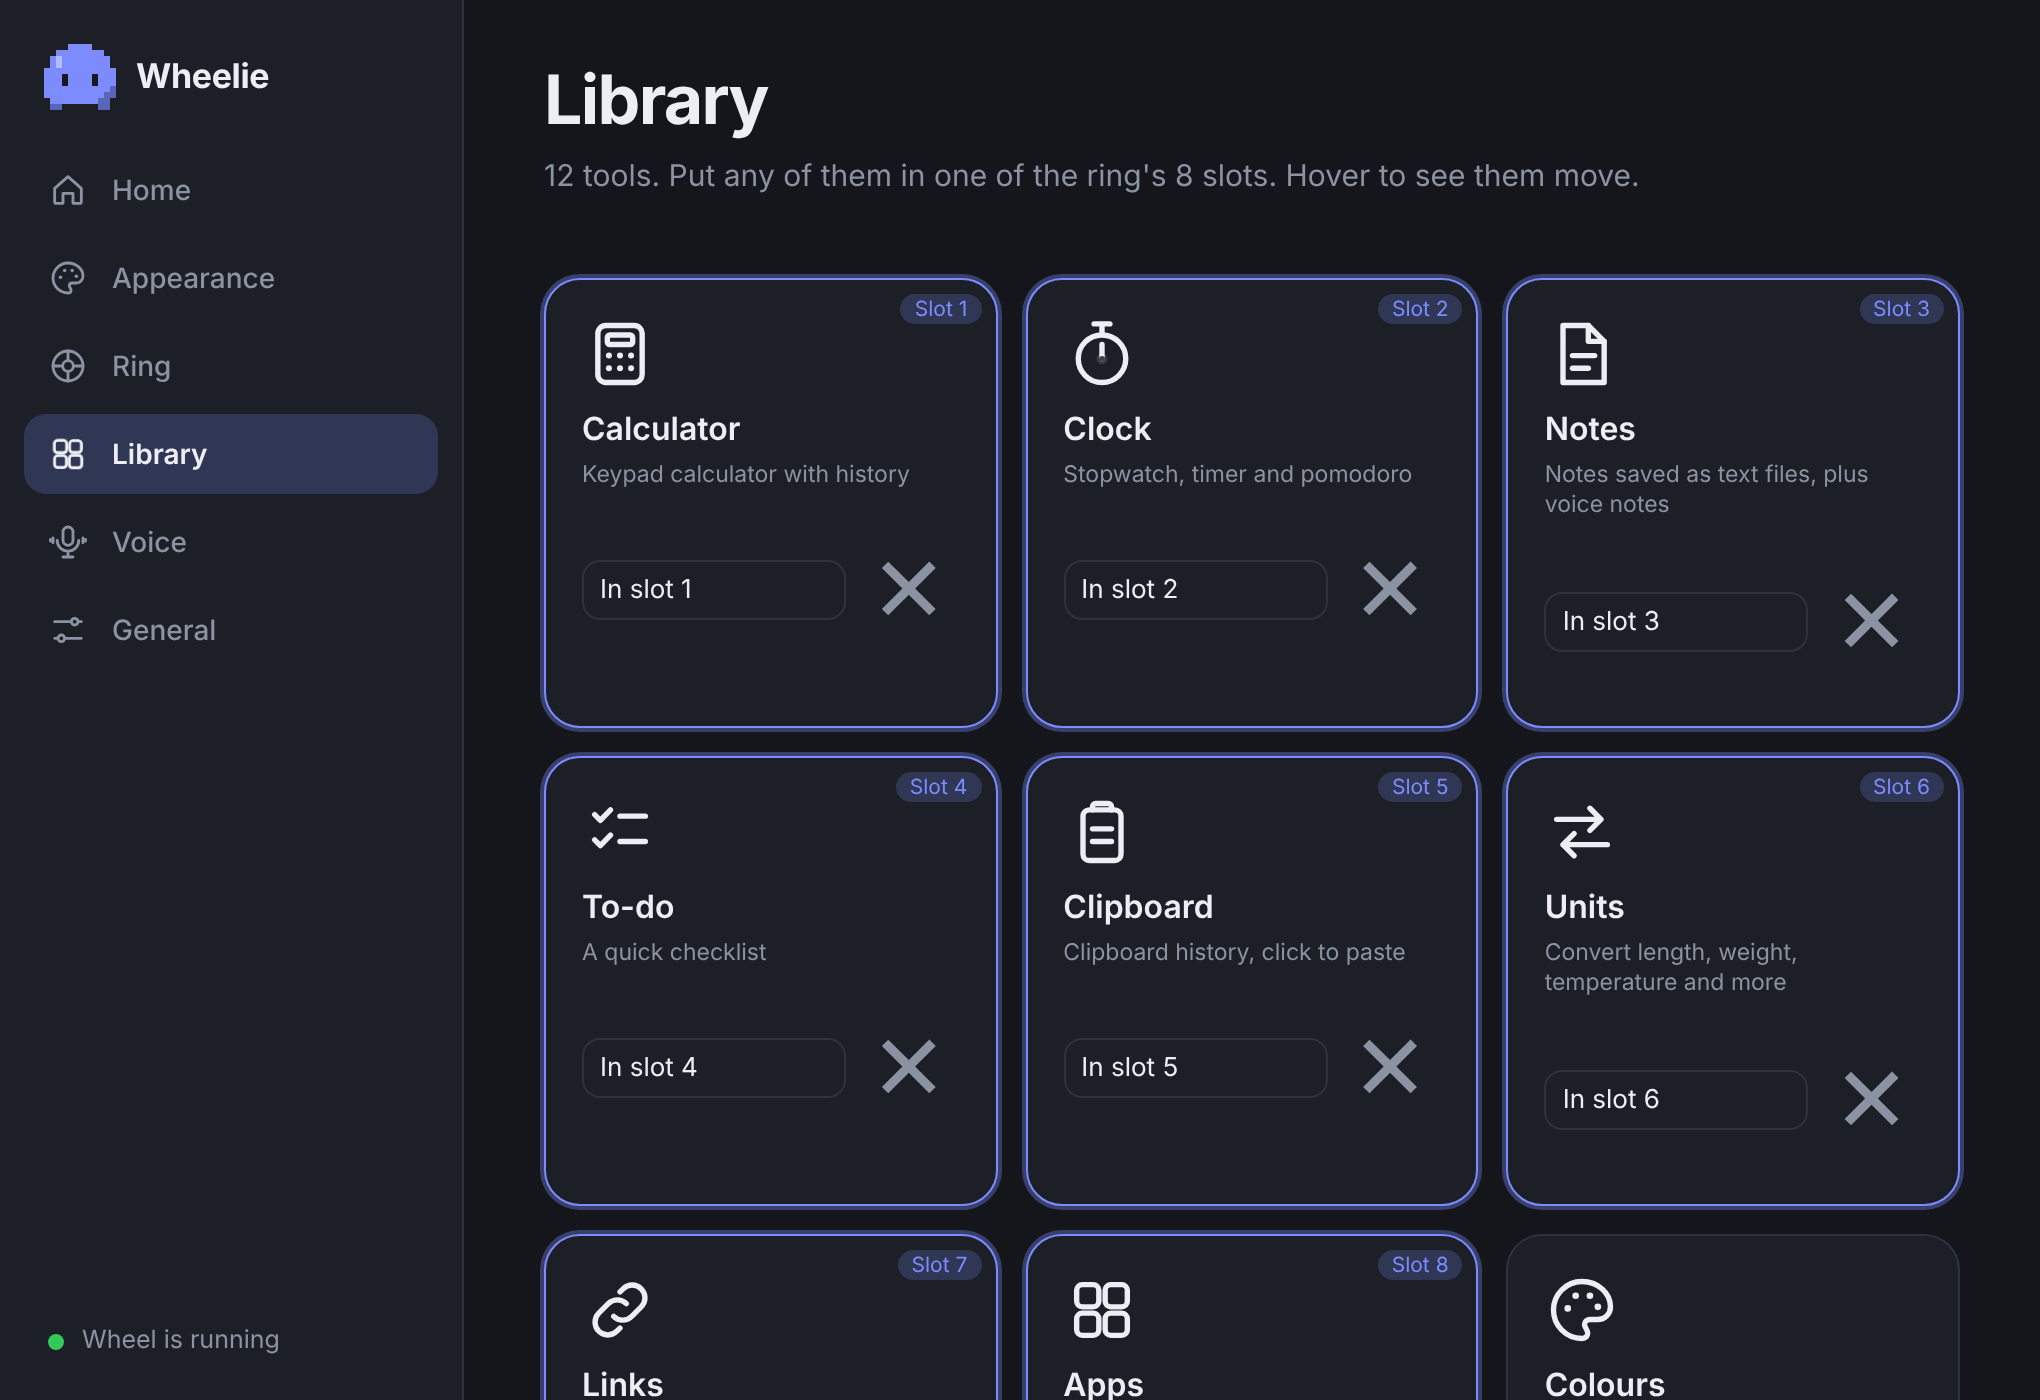 Wheelie
Home
Appearance
Ring
Library
Voice
General
Wheel is running
Library
12 tools. Put any of them in one of the ring's 8 slots. Hover to see them move.
Slot 1
Calculator
Keypad calculator with history
In slot 1
Slot 2
Clock
Stopwatch, timer and pomodoro
In slot 2
Slot 3
Notes
Notes saved as text files, plus
voice notes
In slot 3
Slot 4
To-do
A quick checklist
In slot 4
Slot 5
Clipboard
Clipboard history, click to paste
In slot 5
Slot 6
Units
Convert length, weight,
temperature and more
In slot 6
Slot 7
Links
Slot 8
Apps
Colours